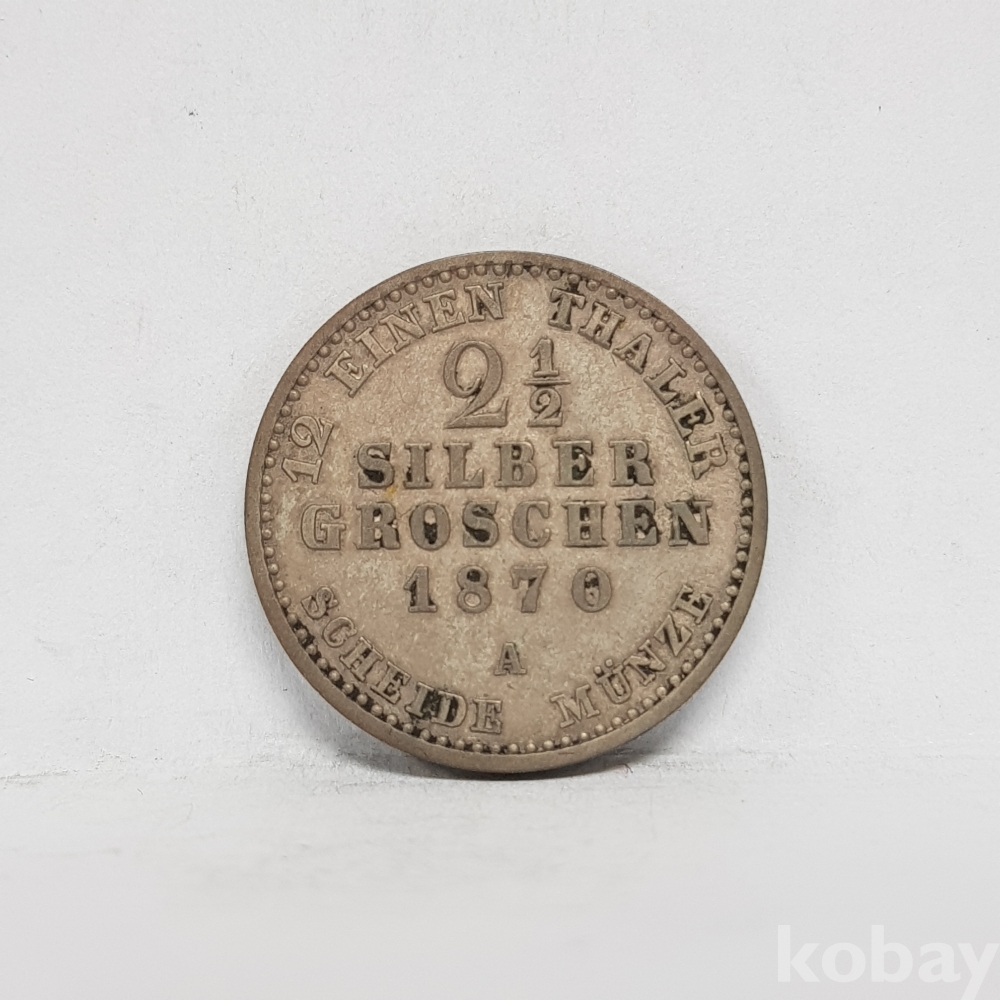 12 EINEN THALER
2 1/2
SILBER
GROSCHEN
1870
A
SCHEIDE MÜNZE
kobay